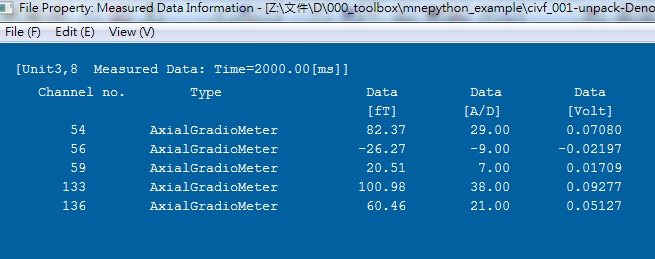 File Property: Measured Data Information - [Z:\文件\D\000_toolbox\mnepython_example\civf_001-unpack-Deno
File (F) Edit (E) View (V)
[Unit3,8 Measured Data: Time=2000.00[ms]]
Channel no. Type Data Data Data
[fT] [A/D] [Volt]
54 AxialGradioMeter 82.37 29.00 0.07080
56 AxialGradioMeter -26.27 -9.00 -0.02197
59 AxialGradioMeter 20.51 7.00 0.01709
133 AxialGradioMeter 100.98 38.00 0.09277
136 AxialGradioMeter 60.46 21.00 0.05127